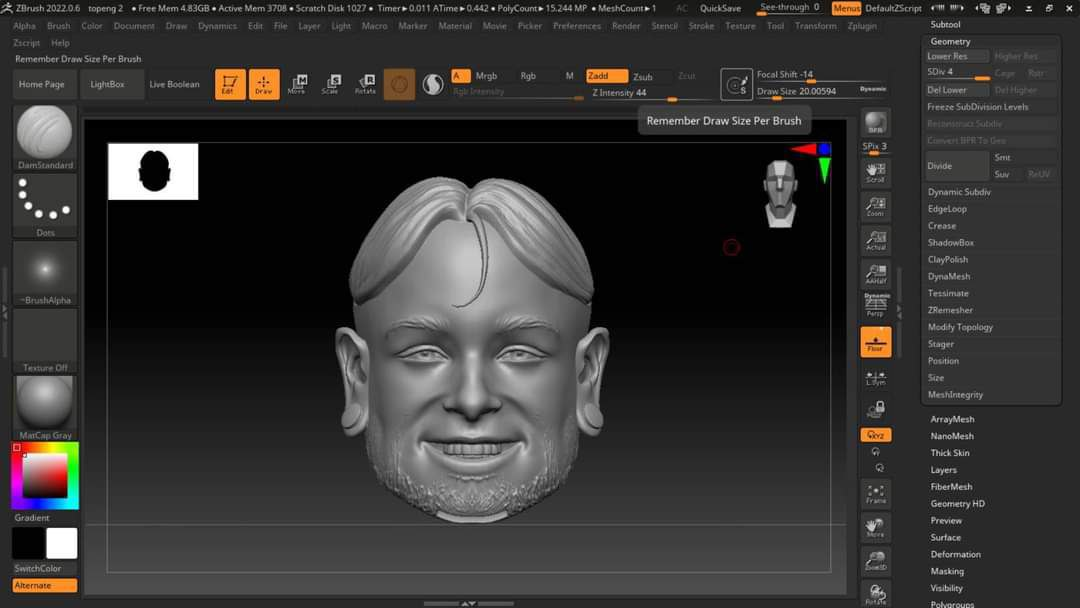 ZBrush 2022.0.6 topeng 2 • Free Mem 4.83GB • Active Mem 3708 • Scratch Disk 1027 • Timer▶0.011 ATime▶0.442 • PolyCount▶15.244 MP • MeshCount▶1 AC QuickSave See-through 0 Menus DefaultZScript
Alpha Brush Color Document Draw Dynamics Edit File Layer Light Macro Marker Material Movie Picker Preferences Render Stencil Stroke Texture Tool Transform Zplugin
Zscript Help
Remember Draw Size Per Brush
Home Page LightBox Live Boolean
Edit Draw Move Scale Rotate
A Mrgb Rgb M
Rgb Intensity
Zadd Zsub Zcut
Z Intensity 44
S
Focal Shift -14
Draw Size 20.00594 Dynamic
Remember Draw Size Per Brush
DamStandard
Dots
~BrushAlpha
Texture Off
MatCap Gray
Gradient
SwitchColor
Alternate
BPR
SPix 3
Scroll
Zoom
Actual
AAHalf
Dynamic
Persp
Floor
L.Sym
XYZ
Frame
Move
Zoom3D
Rotate
Subtool
Geometry
Lower Res Higher Res
SDiv 4 Cage Rstr
Del Lower Del Higher
Freeze SubDivision Levels
Reconstruct Subdiv
Convert BPR To Geo
Divide Smt
Suv ReUV
Dynamic Subdiv
EdgeLoop
Crease
ShadowBox
ClayPolish
DynaMesh
Tessimate
ZRemesher
Modify Topology
Stager
Position
Size
MeshIntegrity
ArrayMesh
NanoMesh
Thick Skin
Layers
FiberMesh
Geometry HD
Preview
Surface
Deformation
Masking
Visibility
Polygroups